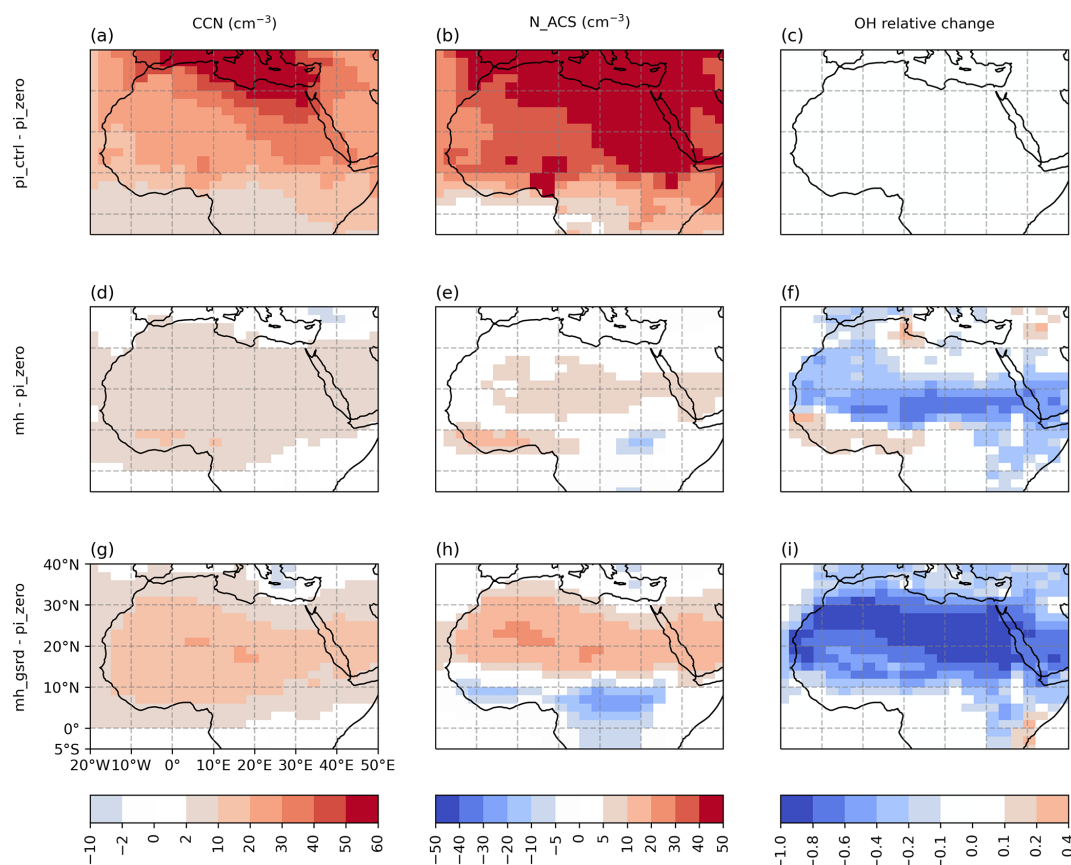 CCN (cm⁻³) N_ACS (cm⁻³) OH relative change
(a) (b) (c)
pi_ctrl - pi_zero
(d) (e) (f)
mh - pi_zero
(g) (h) (i)
mh_gsrd - pi_zero
40°N
30°N
20°N
10°N
0°
5°S
20°W 10°W 0° 10°E 20°E 30°E 40°E 50°E
−10 −2 0 2 5 10 20 30 40 50 60
−50 −40 −30 −20 −10 −5 0 5 10 20 30 40 50
−1.0 −0.8 −0.6 −0.4 −0.2 −0.1 0.0 0.1 0.2 0.4